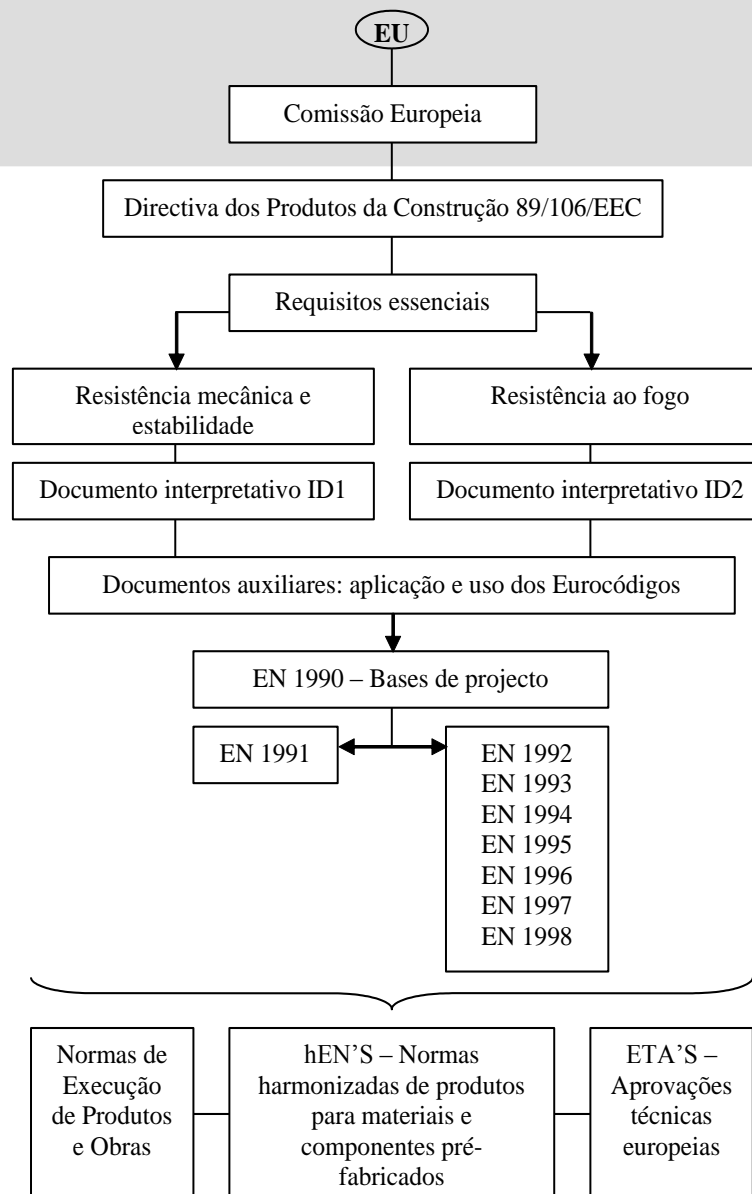 EU
Comissão Europeia
Directiva dos Produtos da Construção 89/106/EEC
Requisitos essenciais
Resistência mecânica e
estabilidade
Resistência ao fogo
Documento interpretativo ID1
Documento interpretativo ID2
Documentos auxiliares: aplicação e uso dos Eurocódigos
EN 1990 – Bases de projecto
EN 1991
EN 1992
EN 1993
EN 1994
EN 1995
EN 1996
EN 1997
EN 1998
Normas de
Execução
de Produtos
e Obras
hEN’S – Normas
harmonizadas de produtos
para materiais e
componentes pré-
fabricados
ETA’S –
Aprovações
técnicas
europeias